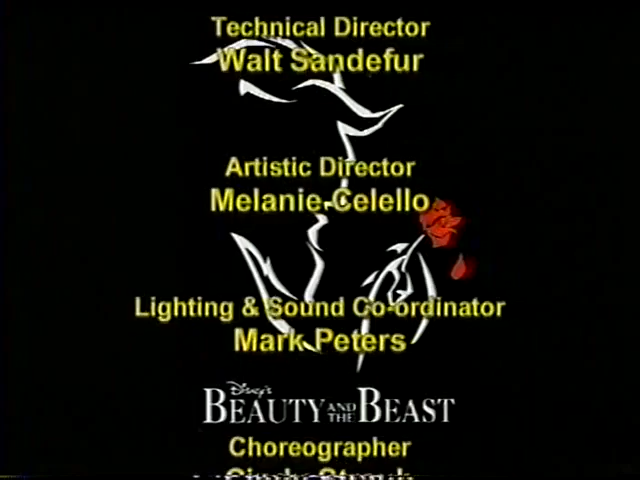 Technical Director
Walt Sandefur
Artistic Director
Melanie Celello
Lighting & Sound Co-ordinator
Mark Peters
Disney's
BEAUTY AND THE BEAST
Choreographer